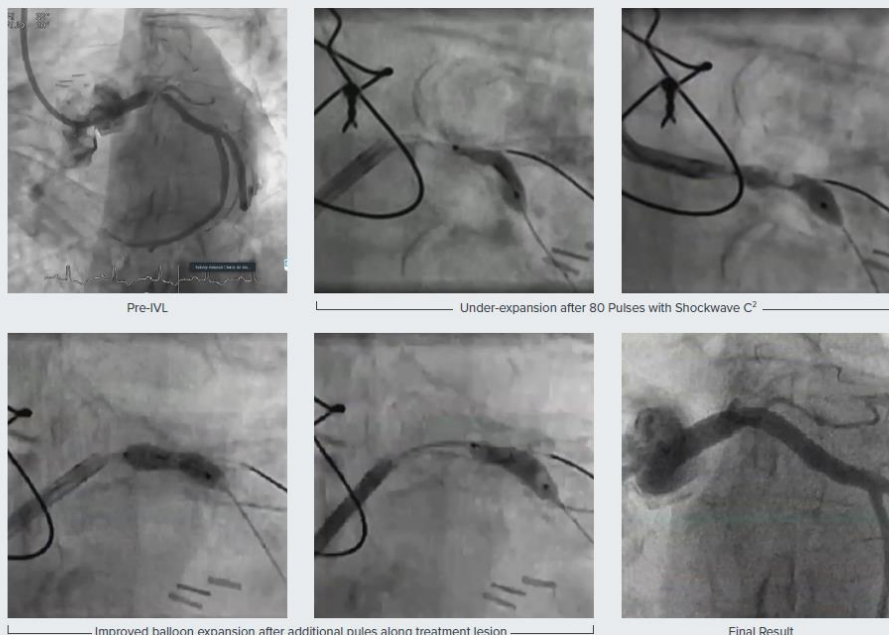 Pre-IVL
Under-expansion after 80 Pulses with Shockwave C²
Improved balloon expansion after additional pules along treatment lesion
Final Result